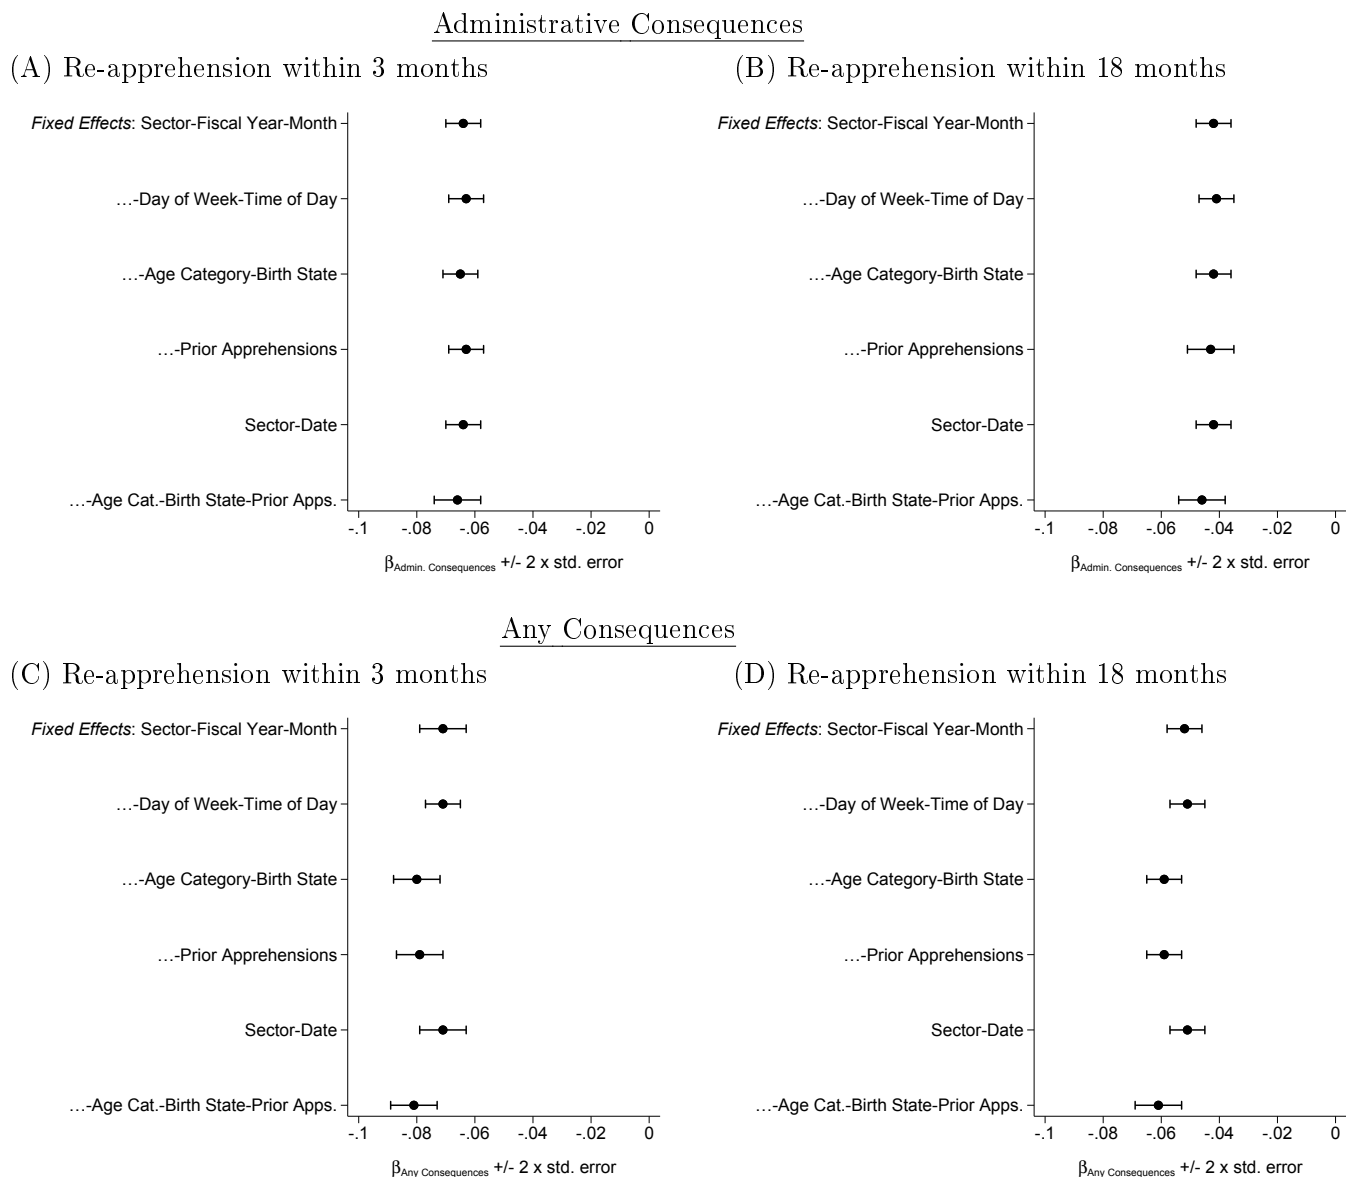 Administrative Consequences
(A) Re-apprehension within 3 months
Fixed Effects: Sector-Fiscal Year-Month
...-Day of Week-Time of Day
...-Age Category-Birth State
...-Prior Apprehensions
Sector-Date
...-Age Cat.-Birth State-Prior Apps.
-.1 -.08 -.06 -.04 -.02 0
βAdmin. Consequences +/- 2 x std. error
(B) Re-apprehension within 18 months
Fixed Effects: Sector-Fiscal Year-Month
...-Day of Week-Time of Day
...-Age Category-Birth State
...-Prior Apprehensions
Sector-Date
...-Age Cat.-Birth State-Prior Apps.
-.1 -.08 -.06 -.04 -.02 0
βAdmin. Consequences +/- 2 x std. error
Any Consequences
(C) Re-apprehension within 3 months
Fixed Effects: Sector-Fiscal Year-Month
...-Day of Week-Time of Day
...-Age Category-Birth State
...-Prior Apprehensions
Sector-Date
...-Age Cat.-Birth State-Prior Apps.
-.1 -.08 -.06 -.04 -.02 0
βAny Consequences +/- 2 x std. error
(D) Re-apprehension within 18 months
Fixed Effects: Sector-Fiscal Year-Month
...-Day of Week-Time of Day
...-Age Category-Birth State
...-Prior Apprehensions
Sector-Date
...-Age Cat.-Birth State-Prior Apps.
-.1 -.08 -.06 -.04 -.02 0
βAny Consequences +/- 2 x std. error